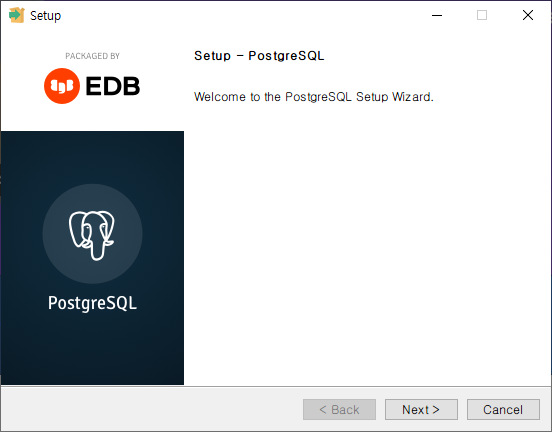 Setup
PACKAGED BY
EDB
PostgreSQL
Setup - PostgreSQL
Welcome to the PostgreSQL Setup Wizard.
< Back
Next >
Cancel